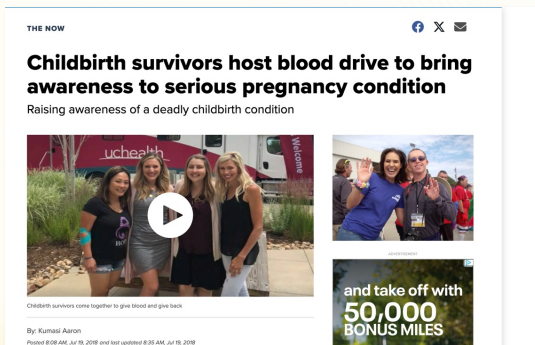 THE NOW
Childbirth survivors host blood drive to bring
awareness to serious pregnancy condition
Raising awareness of a deadly childbirth condition
uchealth
Welcome
Childbirth survivors come together to give blood and give back
ADVERTISEMENT
and take off with
50,000
BONUS MILES
By: Kumasi Aaron
Posted 8:08 AM, Jul 19, 2018 and last updated 8:35 AM, Jul 19, 2018